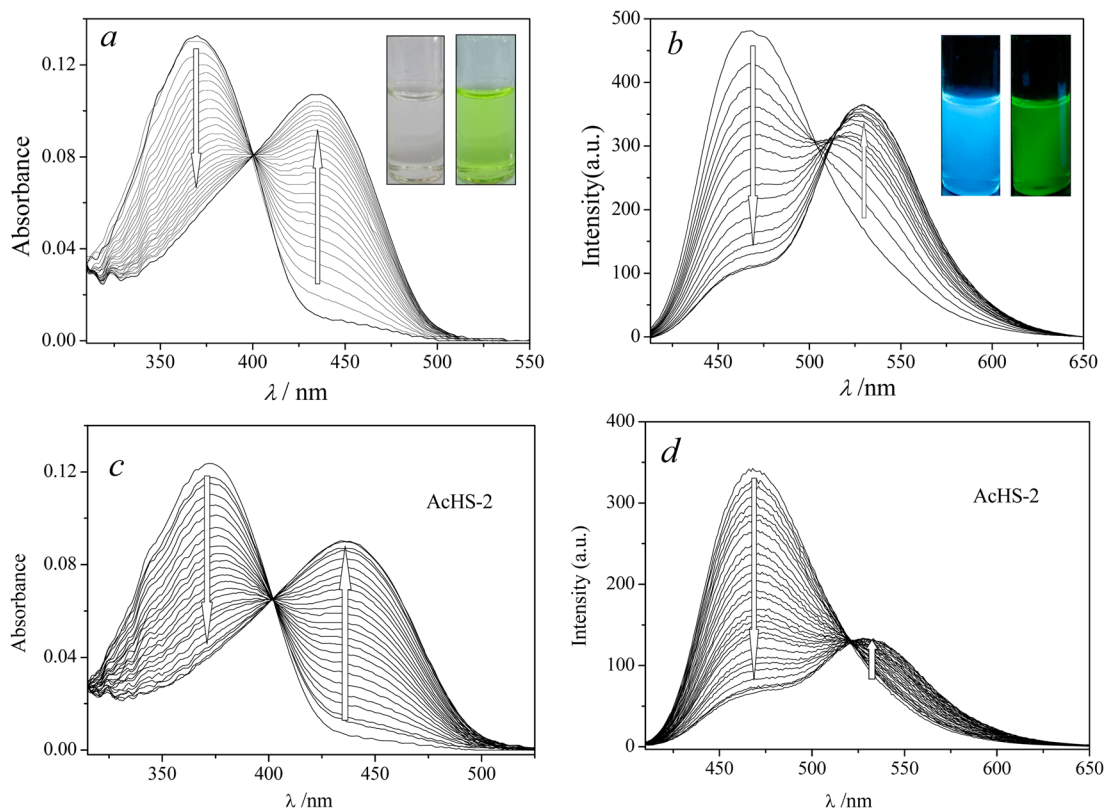 a
0.12
0.08
0.04
0.00
Absorbance
350 400 450 500 550
λ / nm
b
500
400
300
200
100
0
Intensity(a.u.)
450 500 550 600 650
λ / nm
c
AcHS-2
0.12
0.08
0.04
0.00
Absorbance
350 400 450 500
λ /nm
d
AcHS-2
400
300
200
100
0
Intensity (a.u.)
450 500 550 600 650
λ /nm